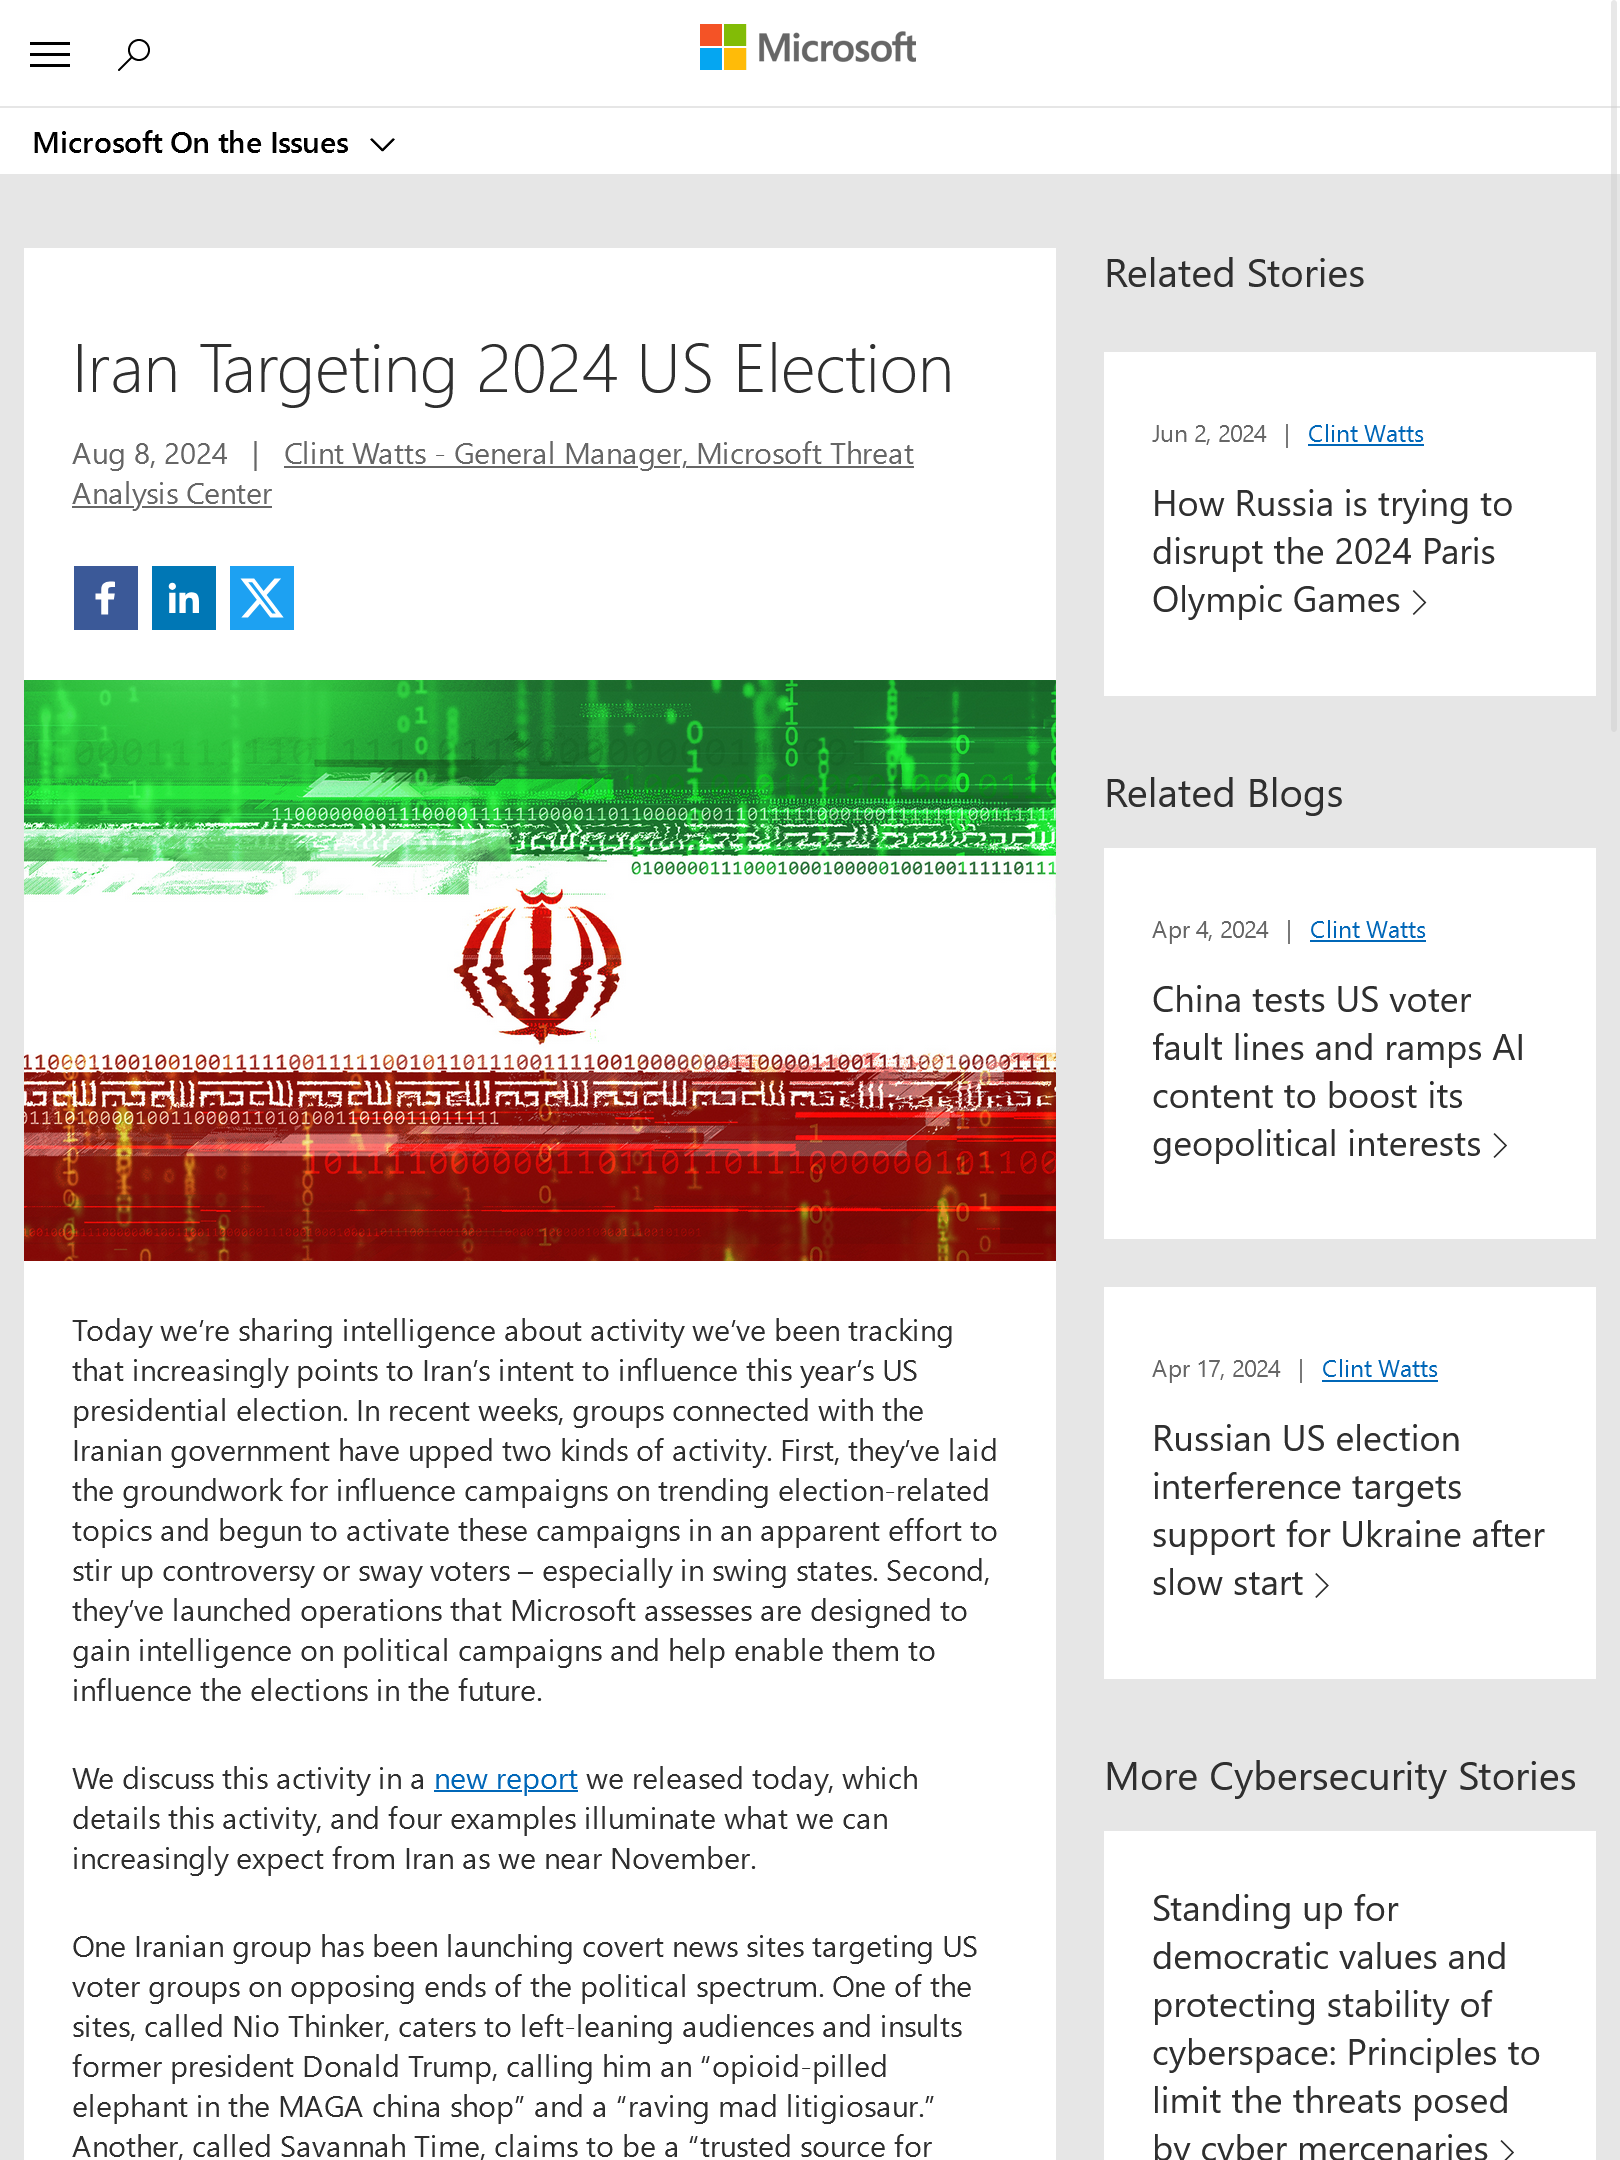 Microsoft
Microsoft On the Issues
Iran Targeting 2024 US Election
Aug 8, 2024 | Clint Watts - General Manager, Microsoft Threat
Analysis Center
f
in
X
11000000001110000111111000011011000010011011111100010011111110011111
010000011100010001000001001001111110111
Today we’re sharing intelligence about activity we’ve been tracking
that increasingly points to Iran’s intent to influence this year’s US
presidential election. In recent weeks, groups connected with the
Iranian government have upped two kinds of activity. First, they’ve laid
the groundwork for influence campaigns on trending election-related
topics and begun to activate these campaigns in an apparent effort to
stir up controversy or sway voters – especially in swing states. Second,
they’ve launched operations that Microsoft assesses are designed to
gain intelligence on political campaigns and help enable them to
influence the elections in the future.
We discuss this activity in a new report we released today, which
details this activity, and four examples illuminate what we can
increasingly expect from Iran as we near November.
One Iranian group has been launching covert news sites targeting US
voter groups on opposing ends of the political spectrum. One of the
sites, called Nio Thinker, caters to left-leaning audiences and insults
former president Donald Trump, calling him an “opioid-pilled
elephant in the MAGA china shop” and a “raving mad litigiosaur.”
Another, called Savannah Time, claims to be a “trusted source for
Related Stories
Jun 2, 2024 | Clint Watts
How Russia is trying to
disrupt the 2024 Paris
Olympic Games
Related Blogs
Apr 4, 2024 | Clint Watts
China tests US voter
fault lines and ramps AI
content to boost its
geopolitical interests
Apr 17, 2024 | Clint Watts
Russian US election
interference targets
support for Ukraine after
slow start
More Cybersecurity Stories
Standing up for
democratic values and
protecting stability of
cyberspace: Principles to
limit the threats posed
by cyber mercenaries